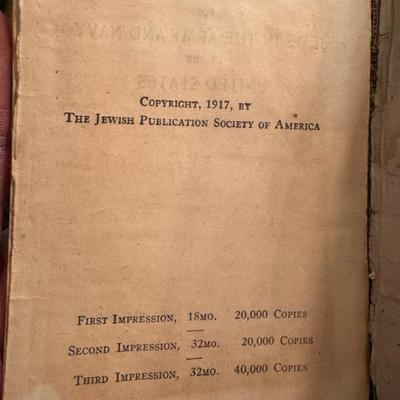 Copyright, 1917, by
The Jewish Publication Society of America
First Impression, 18mo. 20,000 Copies
Second Impression, 32mo. 20,000 Copies
Third Impression, 32mo. 40,000 Copies